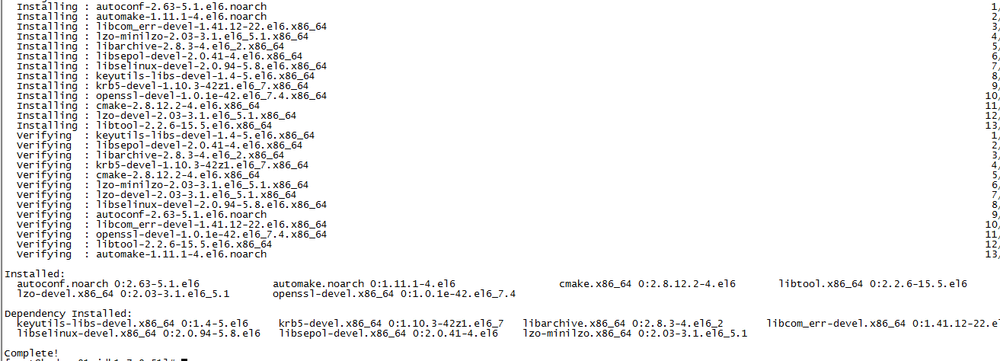 Installing : autoconf-2.63-5.1.el6.noarch 1/
Installing : automake-1.11.1-4.el6.noarch 2/
Installing : libcom_err-devel-1.41.12-22.el6.x86_64 3/
Installing : lzo-minilzo-2.03-3.1.el6_5.1.x86_64 4/
Installing : libarchive-2.8.3-4.el6_2.x86_64 5/
Installing : libsepol-devel-2.0.41-4.el6.x86_64 6/
Installing : libselinux-devel-2.0.94-5.8.el6.x86_64 7/
Installing : keyutils-libs-devel-1.4-5.el6.x86_64 8/
Installing : krb5-devel-1.10.3-42z1.el6_7.x86_64 9/
Installing : openssl-devel-1.0.1e-42.el6_7.4.x86_64 10/
Installing : cmake-2.8.12.2-4.el6.x86_64 11/
Installing : lzo-devel-2.03-3.1.el6_5.1.x86_64 12/
Installing : libtool-2.2.6-15.5.el6.x86_64 13/
Verifying : keyutils-libs-devel-1.4-5.el6.x86_64 1/
Verifying : libsepol-devel-2.0.41-4.el6.x86_64 2/
Verifying : libarchive-2.8.3-4.el6_2.x86_64 3/
Verifying : krb5-devel-1.10.3-42z1.el6_7.x86_64 4/
Verifying : cmake-2.8.12.2-4.el6.x86_64 5/
Verifying : lzo-minilzo-2.03-3.1.el6_5.1.x86_64 6/
Verifying : lzo-devel-2.03-3.1.el6_5.1.x86_64 7/
Verifying : libselinux-devel-2.0.94-5.8.el6.x86_64 8/
Verifying : autoconf-2.63-5.1.el6.noarch 9/
Verifying : libcom_err-devel-1.41.12-22.el6.x86_64 10/
Verifying : openssl-devel-1.0.1e-42.el6_7.4.x86_64 11/
Verifying : libtool-2.2.6-15.5.el6.x86_64 12/
Verifying : automake-1.11.1-4.el6.noarch 13/
Installed:
autoconf.noarch 0:2.63-5.1.el6 automake.noarch 0:1.11.1-4.el6 cmake.x86_64 0:2.8.12.2-4.el6 libtool.x86_64 0:2.2.6-15.5.el6
lzo-devel.x86_64 0:2.03-3.1.el6_5.1 openssl-devel.x86_64 0:1.0.1e-42.el6_7.4
Dependency Installed:
keyutils-libs-devel.x86_64 0:1.4-5.el6 krb5-devel.x86_64 0:1.10.3-42z1.el6_7 libarchive.x86_64 0:2.8.3-4.el6_2 libcom_err-devel.x86_64 0:1.41.12-22.el
libselinux-devel.x86_64 0:2.0.94-5.8.el6 libsepol-devel.x86_64 0:2.0.41-4.el6 lzo-minilzo.x86_64 0:2.03-3.1.el6_5.1
Complete!